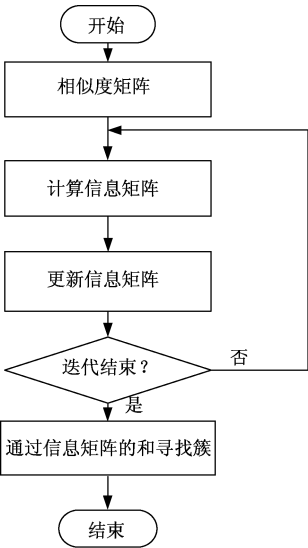 开始
相似度矩阵
计算信息矩阵
更新信息矩阵
迭代结束？
否
是
通过信息矩阵的和寻找簇
结束